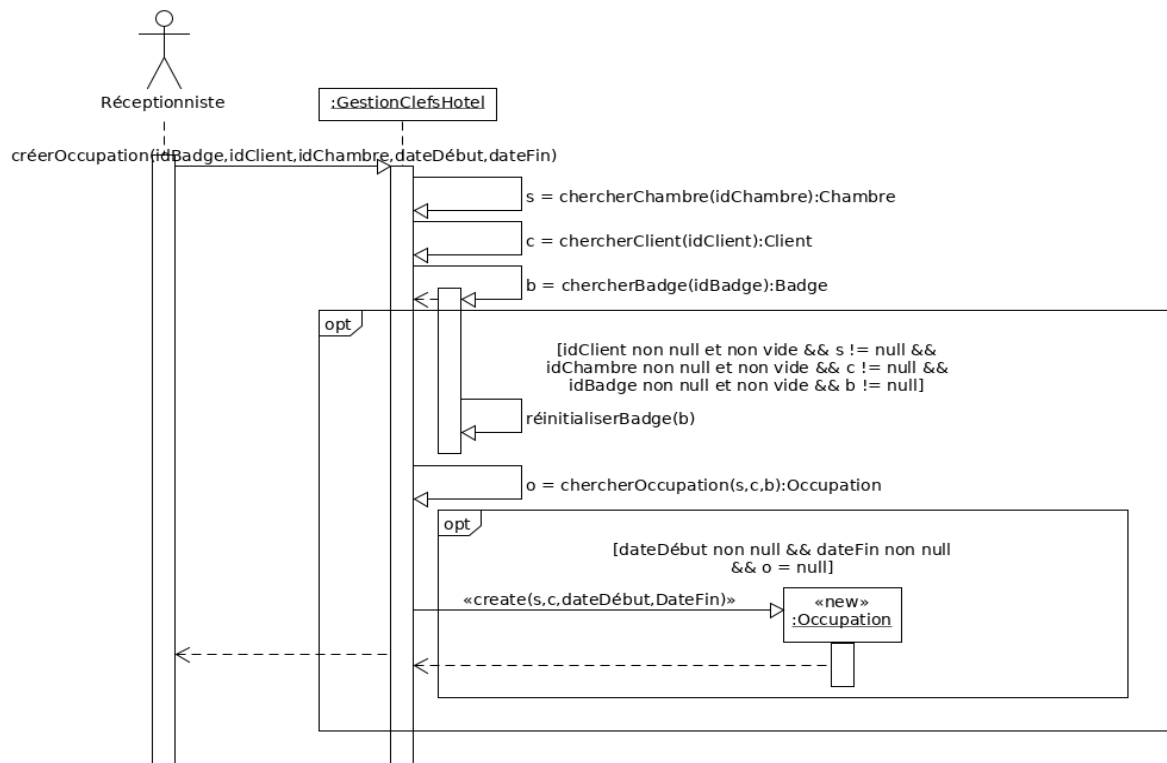 Réceptionniste
:GestionClefsHotel
créerOccupation(idBadge,idClient,idChambre,dateDébut,dateFin)
s = chercherChambre(idChambre):Chambre
c = chercherClient(idClient):Client
b = chercherBadge(idBadge):Badge
opt
[idClient non null et non vide && s != null &&
idChambre non null et non vide && c != null &&
idBadge non null et non vide && b != null]
réinitialiserBadge(b)
o = chercherOccupation(s,c,b):Occupation
opt
[dateDébut non null && dateFin non null
&& o = null]
«create(s,c,dateDébut,DateFin)»
«new»
:Occupation